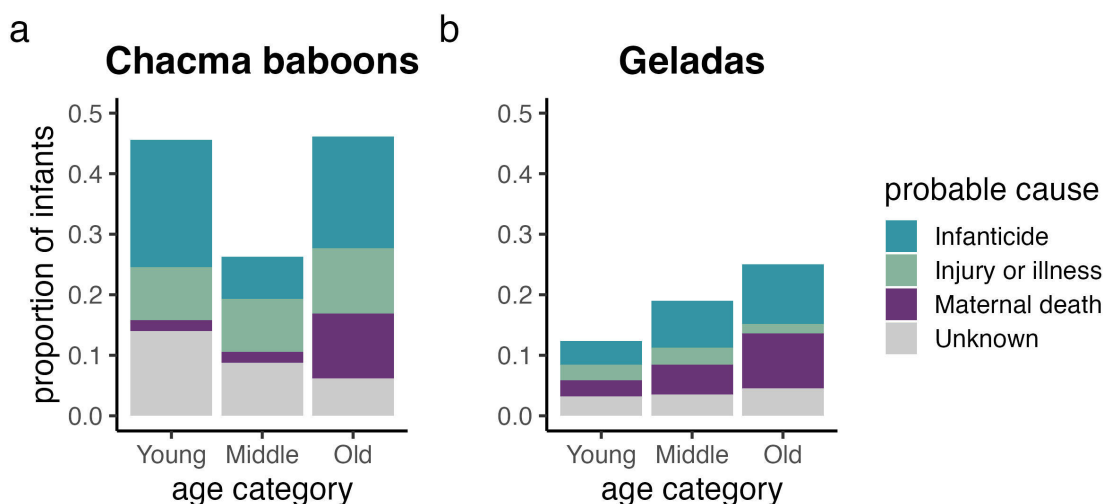 a
Chacma baboons
proportion of infants
0.5
0.4
0.3
0.2
0.1
0.0
Young Middle Old
age category
b
Geladas
0.5
0.4
0.3
0.2
0.1
0.0
Young Middle Old
age category
probable cause
Infanticide
Injury or illness
Maternal death
Unknown